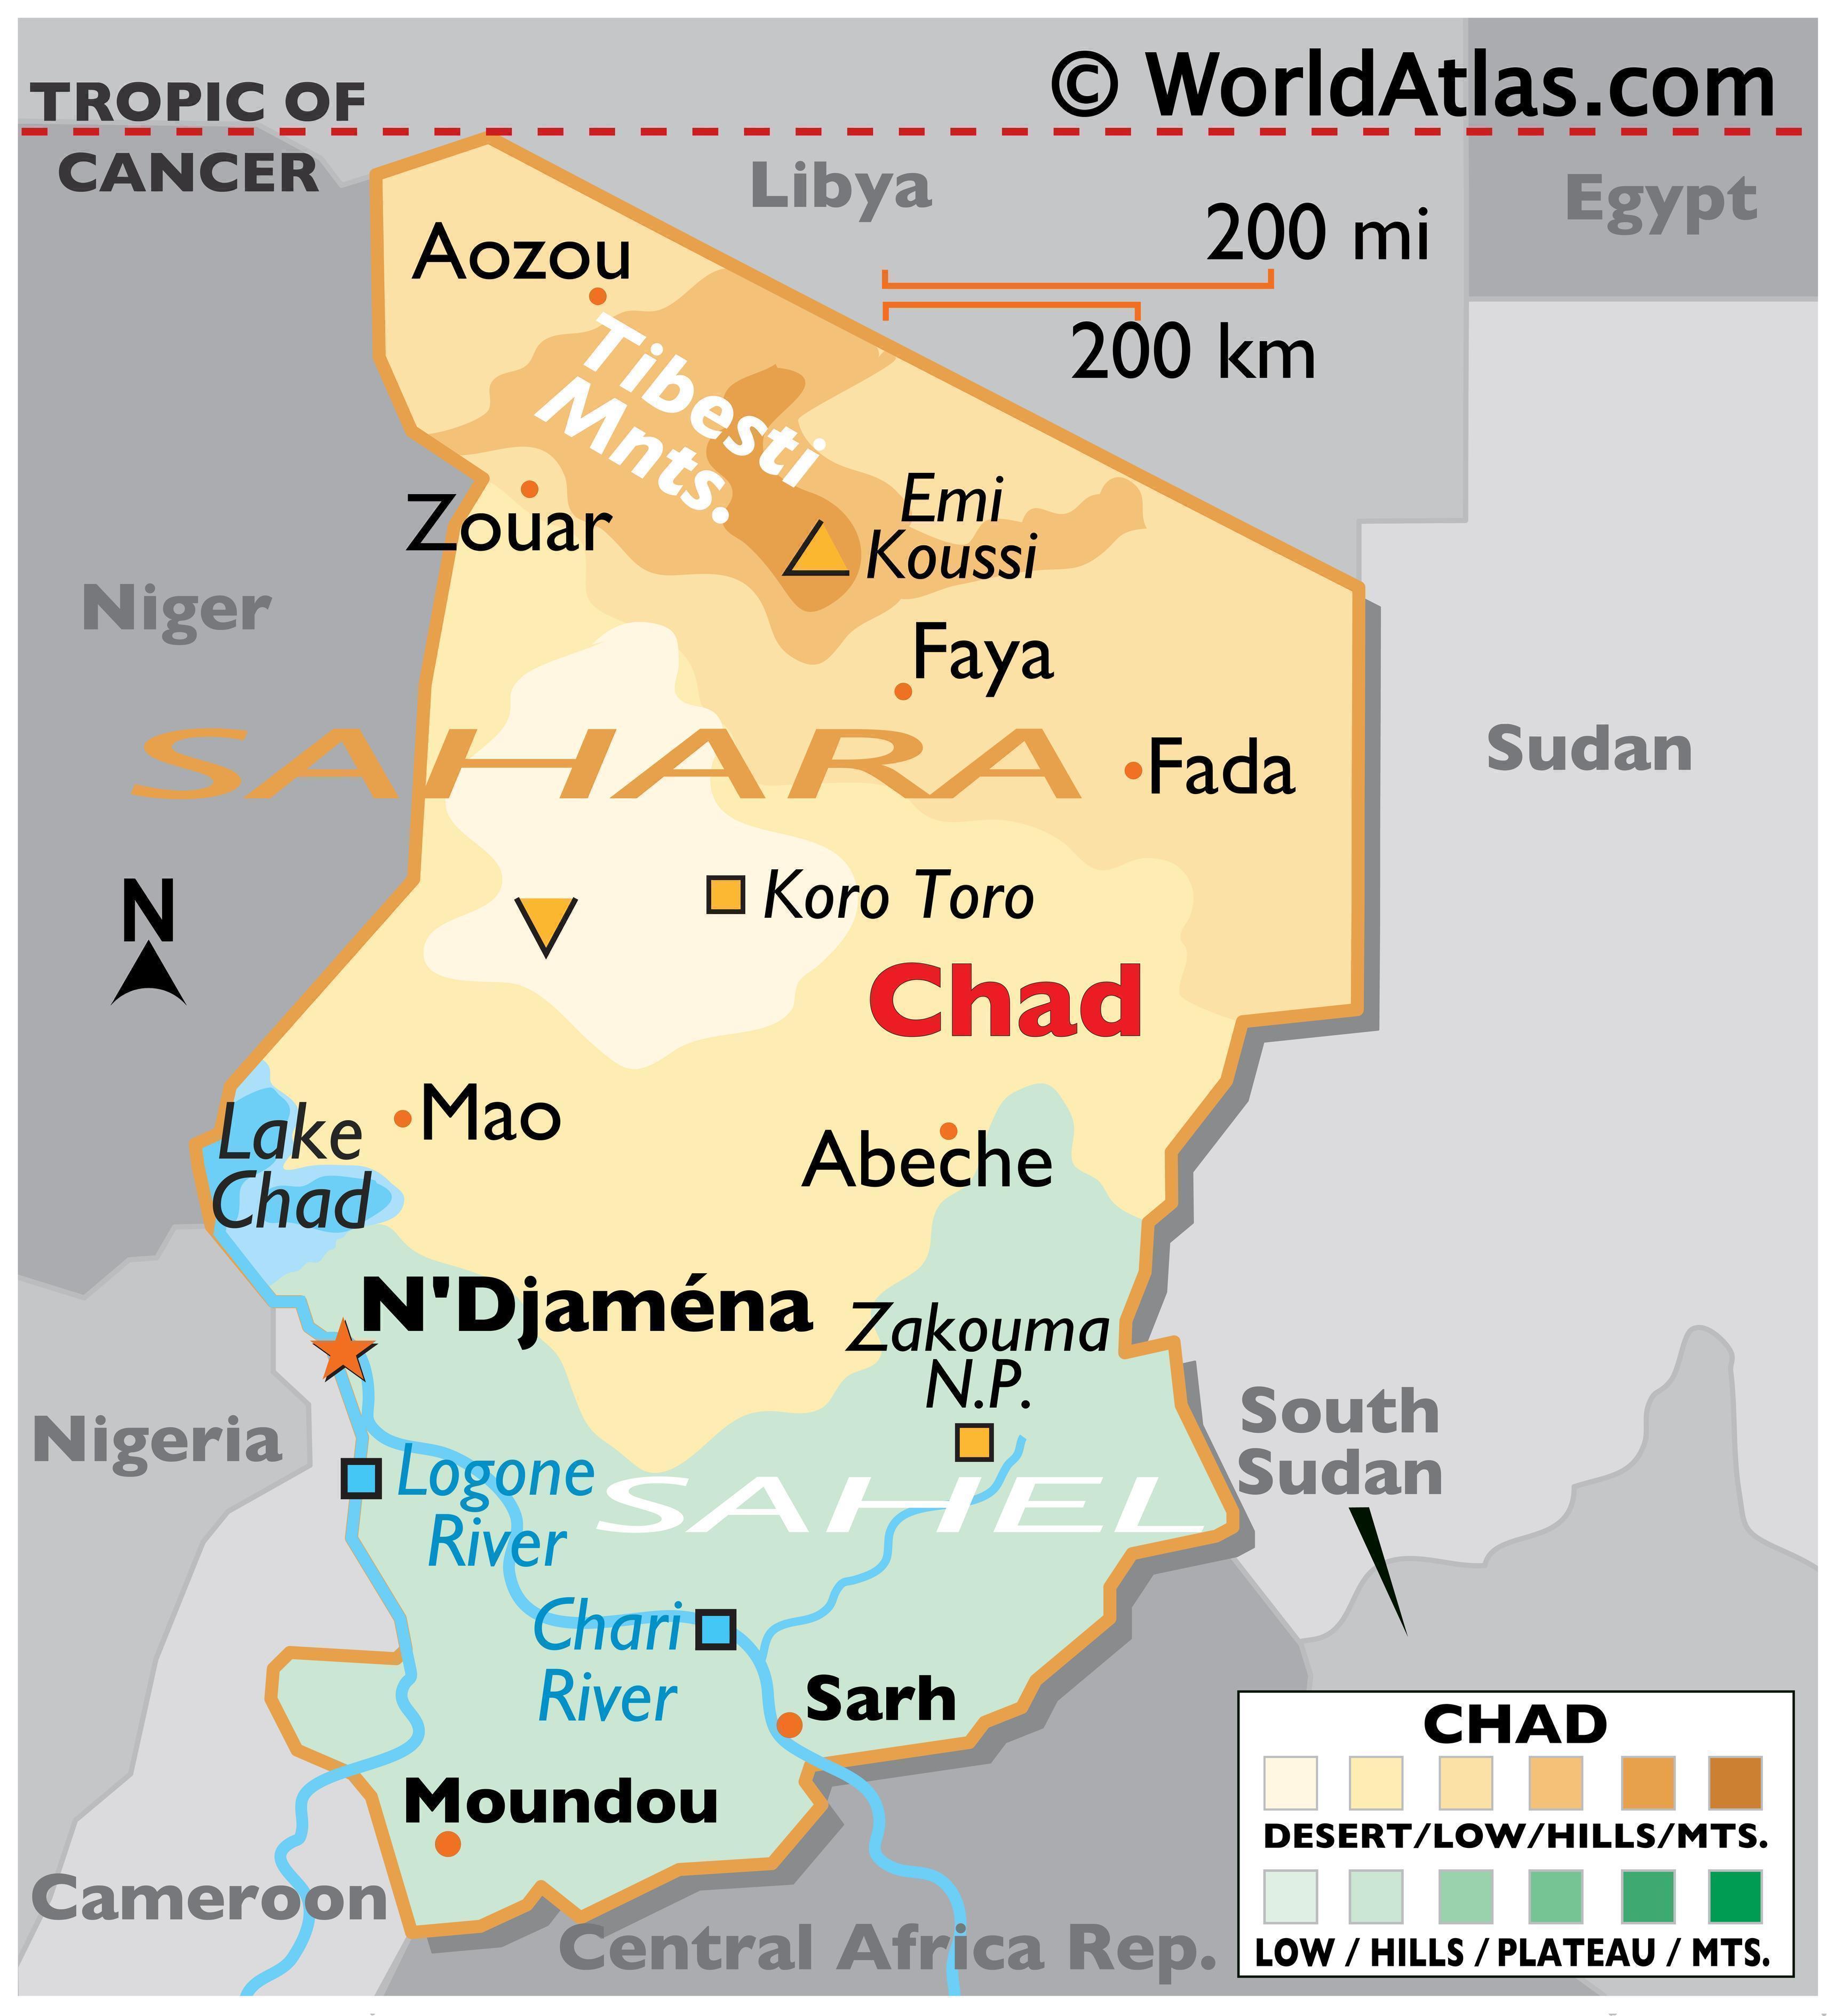 © WorldAtlas.com
TROPIC OF
CANCER
Libya
Egypt
200 mi
200 km
Aozou
Tibesti
Mnts.
Emi
Koussi
Zouar
Niger
Faya
SAHARA
Fada
Sudan
Koro Toro
N
Chad
Mao
Lake
Chad
Abeche
N'Djaména
Zakouma
N.P.
South
Sudan
Nigeria
Logone
River
SAHEL
Chari
River
Sarh
Moundou
Cameroon
Central Africa Rep.
CHAD
DESERT/LOW/HILLS/MTS.
LOW / HILLS / PLATEAU / MTS.